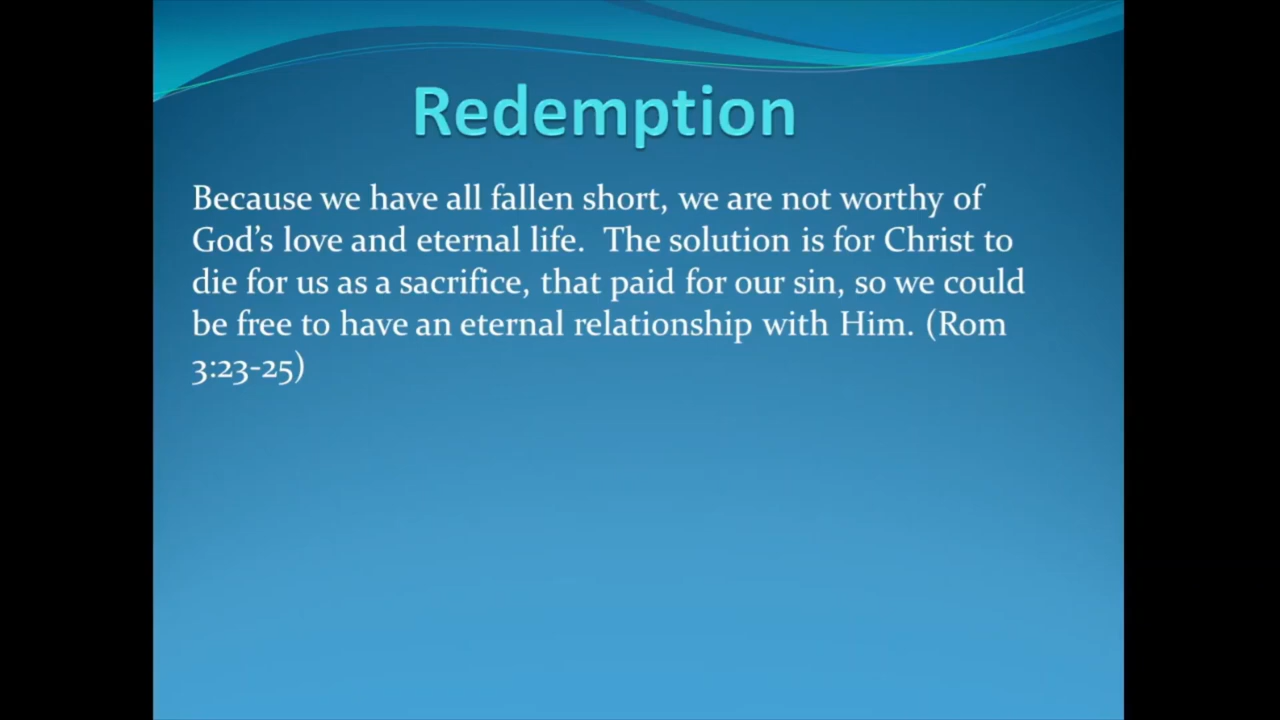 Redemption
Because we have all fallen short, we are not worthy of
God’s love and eternal life.  The solution is for Christ to
die for us as a sacrifice, that paid for our sin, so we could
be free to have an eternal relationship with Him. (Rom
3:23-25)